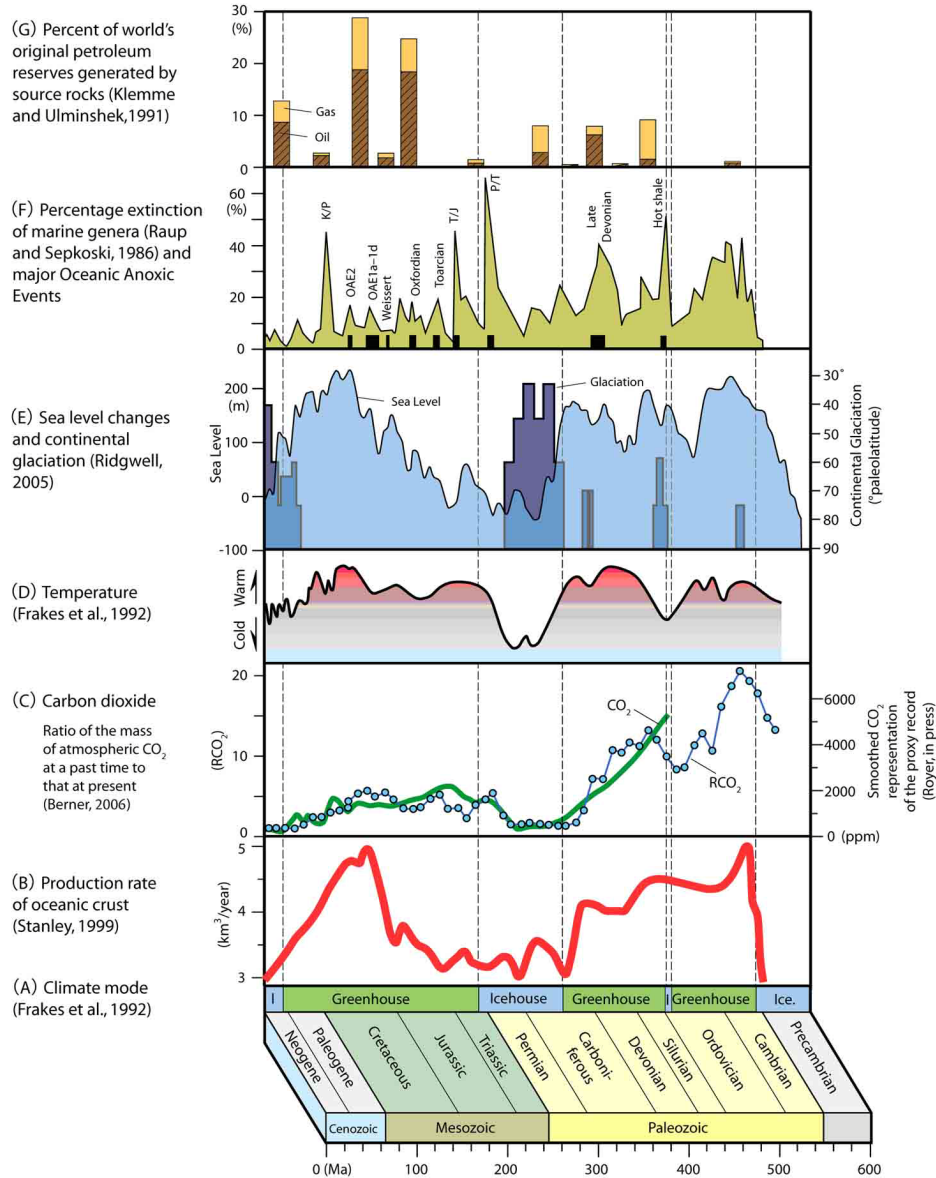 (G) Percent of world's
original petroleum
reserves generated by
source rocks (Klemme
and Ulminshek,1991)
30
(%)
20
10
0
Gas
Oil
(F) Percentage extinction
of marine genera (Raup
and Sepkoski, 1986) and
major Oceanic Anoxic
Events
60
(%)
40
20
0
K/P
OAE2
OAE1a–1d
Weissert
Oxfordian
Toarcian
T/J
P/T
Late
Devonian
Hot shale
(E) Sea level changes
and continental
glaciation (Ridgwell,
2005)
Sea Level
200
(m)
100
0
-100
Sea Level
Glaciation
30°
40
50
60
70
80
90
Continental Glaciation
(°paleolatitude)
(D) Temperature
(Frakes et al., 1992)
Warm
Cold
(C) Carbon dioxide
Ratio of the mass
of atmospheric CO2
at a past time to
that at present
(Berner, 2006)
(RCO2)
20
10
0
CO2
RCO2
6000
4000
2000
0 (ppm)
Smoothed CO2
representation
of the proxy record
(Royer, in press)
(B) Production rate
of oceanic crust
(Stanley, 1999)
(km3/year)
5
4
3
(A) Climate mode
(Frakes et al., 1992)
I
Greenhouse
Icehouse
Greenhouse
I
Greenhouse
Ice.
Neogene
Paleogene
Cretaceous
Jurassic
Triassic
Permian
Carboni-
ferous
Devonian
Silurian
Ordovician
Cambrian
Precambrian
Cenozoic
Mesozoic
Paleozoic
0 (Ma)
100
200
300
400
500
600